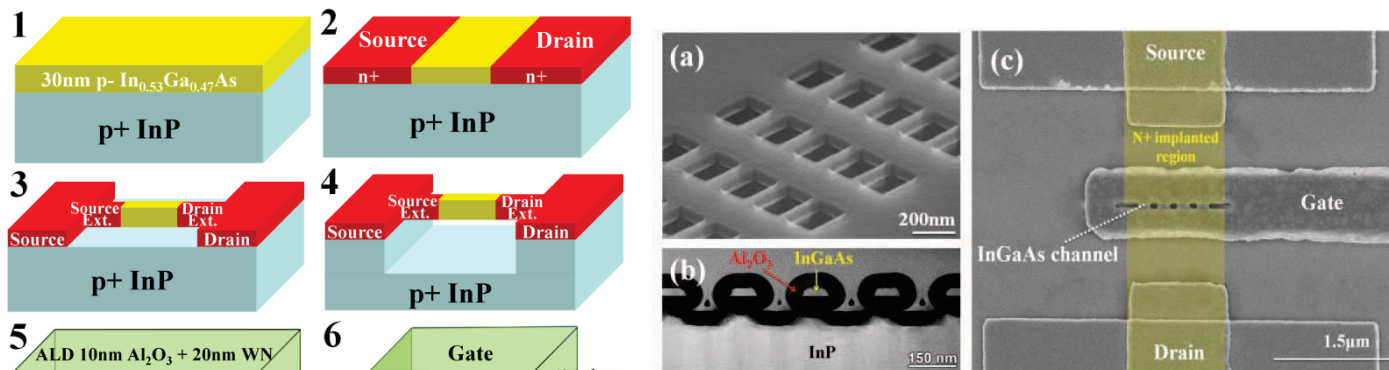 1
30nm p- In0.53Ga0.47As
p+ InP
2
Source
Drain
n+
n+
p+ InP
3
Source
Ext.
Drain
Ext.
Source
Drain
p+ InP
4
Source
Ext.
Drain
Ext.
Source
Drain
p+ InP
5
ALD 10nm Al2O3 + 20nm WN
6
Gate
(a)
200nm
(b)
Al2O3
InGaAs
InP
150 nm
(c)
Source
N+ implanted
region
Gate
InGaAs channel
1.5μm
Drain